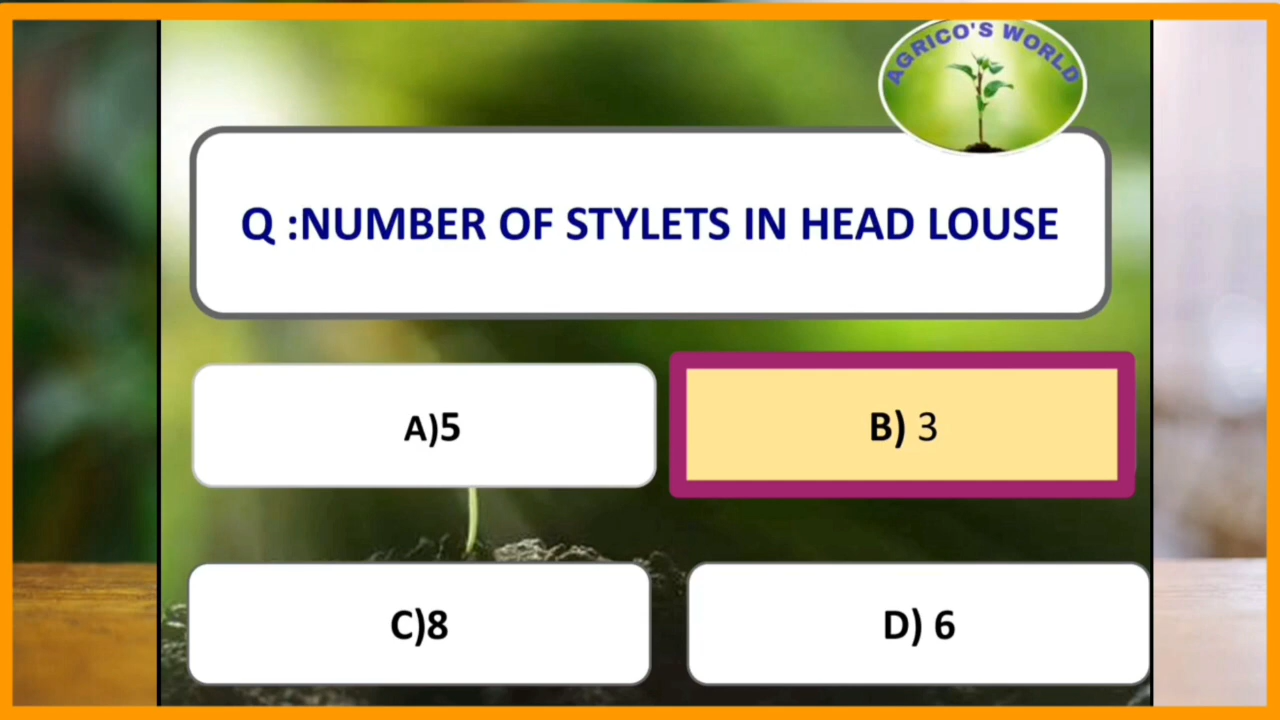 AGRICO'S WORLD
Q :NUMBER OF STYLETS IN HEAD LOUSE
A)5
B) 3
C)8
D) 6